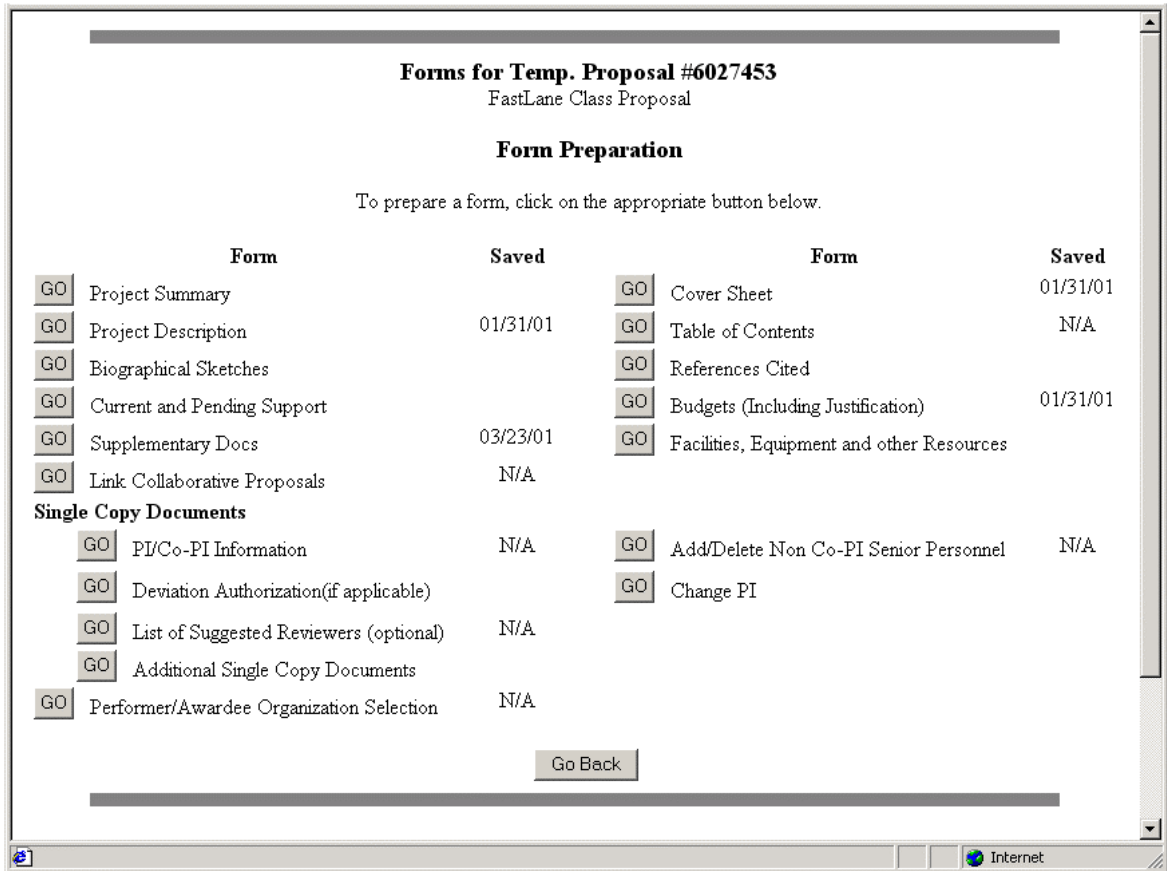 Forms for Temp. Proposal #6027453
FastLane Class Proposal
Form Preparation
To prepare a form, click on the appropriate button below.
Form Saved Form Saved
GO Project Summary GO Cover Sheet 01/31/01
GO Project Description 01/31/01 GO Table of Contents N/A
GO Biographical Sketches GO References Cited
GO Current and Pending Support GO Budgets (Including Justification) 01/31/01
GO Supplementary Docs 03/23/01 GO Facilities, Equipment and other Resources
GO Link Collaborative Proposals N/A
Single Copy Documents
GO PI/Co-PI Information N/A GO Add/Delete Non Co-PI Senior Personnel N/A
GO Deviation Authorization(if applicable) GO Change PI
GO List of Suggested Reviewers (optional) N/A
GO Additional Single Copy Documents
GO Performer/Awardee Organization Selection N/A
Go Back
Internet